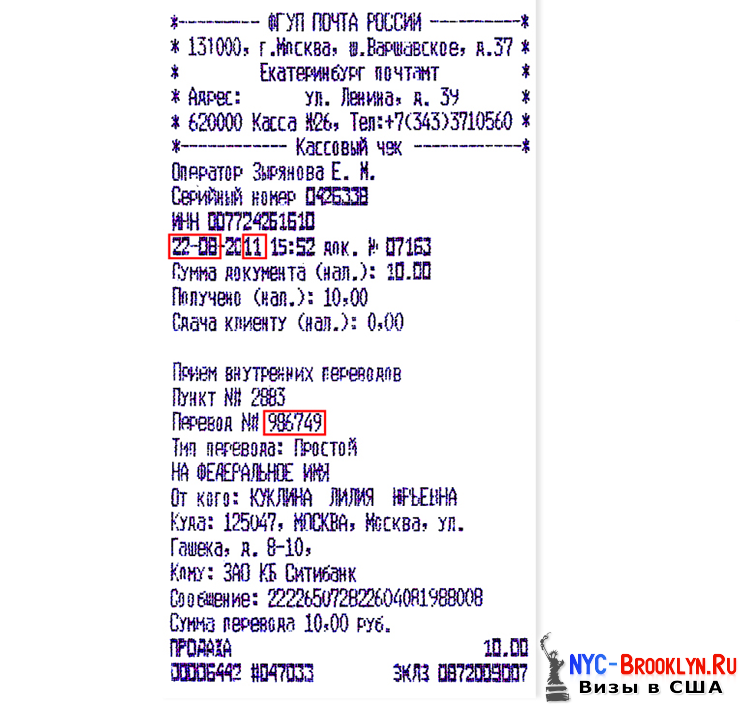 *--------- ФГУП ПОЧТА РОССИИ ----------*
* 131000, г.Москва, ш.Варшавское, д.37 *
* Екатеринбург почтамт *
* Адрес: ул. Ленина, д. 39 *
* 620000 Касса №26, Тел:+7(343)3710560 *
*------------ Кассовый чек ------------*
Оператор Зырянова Е. М.
Серийный номер 0426338
ИНН 007724261610
22-08-2011 15:52 док. № 07163
Сумма документа (нал.): 10.00
Получено (нал.): 10,00
Сдача клиенту (нал.): 0,00
Прием внутренних переводов
Пункт N# 2883
Перевод N# 986749
Тип перевода: Простой
НА ФЕДЕРАЛЬНОЕ ИМЯ
От кого: КУКЛИНА ЛИЛИЯ ЮРЬЕВНА
Куда: 125047, МОСКВА, Москва, ул.
Гашека, д. 8-10,
Кому: ЗАО КБ Ситибанк
Сообщение: 222265072822604081988008
Сумма перевода 10,00 руб.
ПРОДАЖА 10.00
00006442 #047033 ЭКЛЗ 0872009007
NYC-Brooklyn.Ru
Визы в США